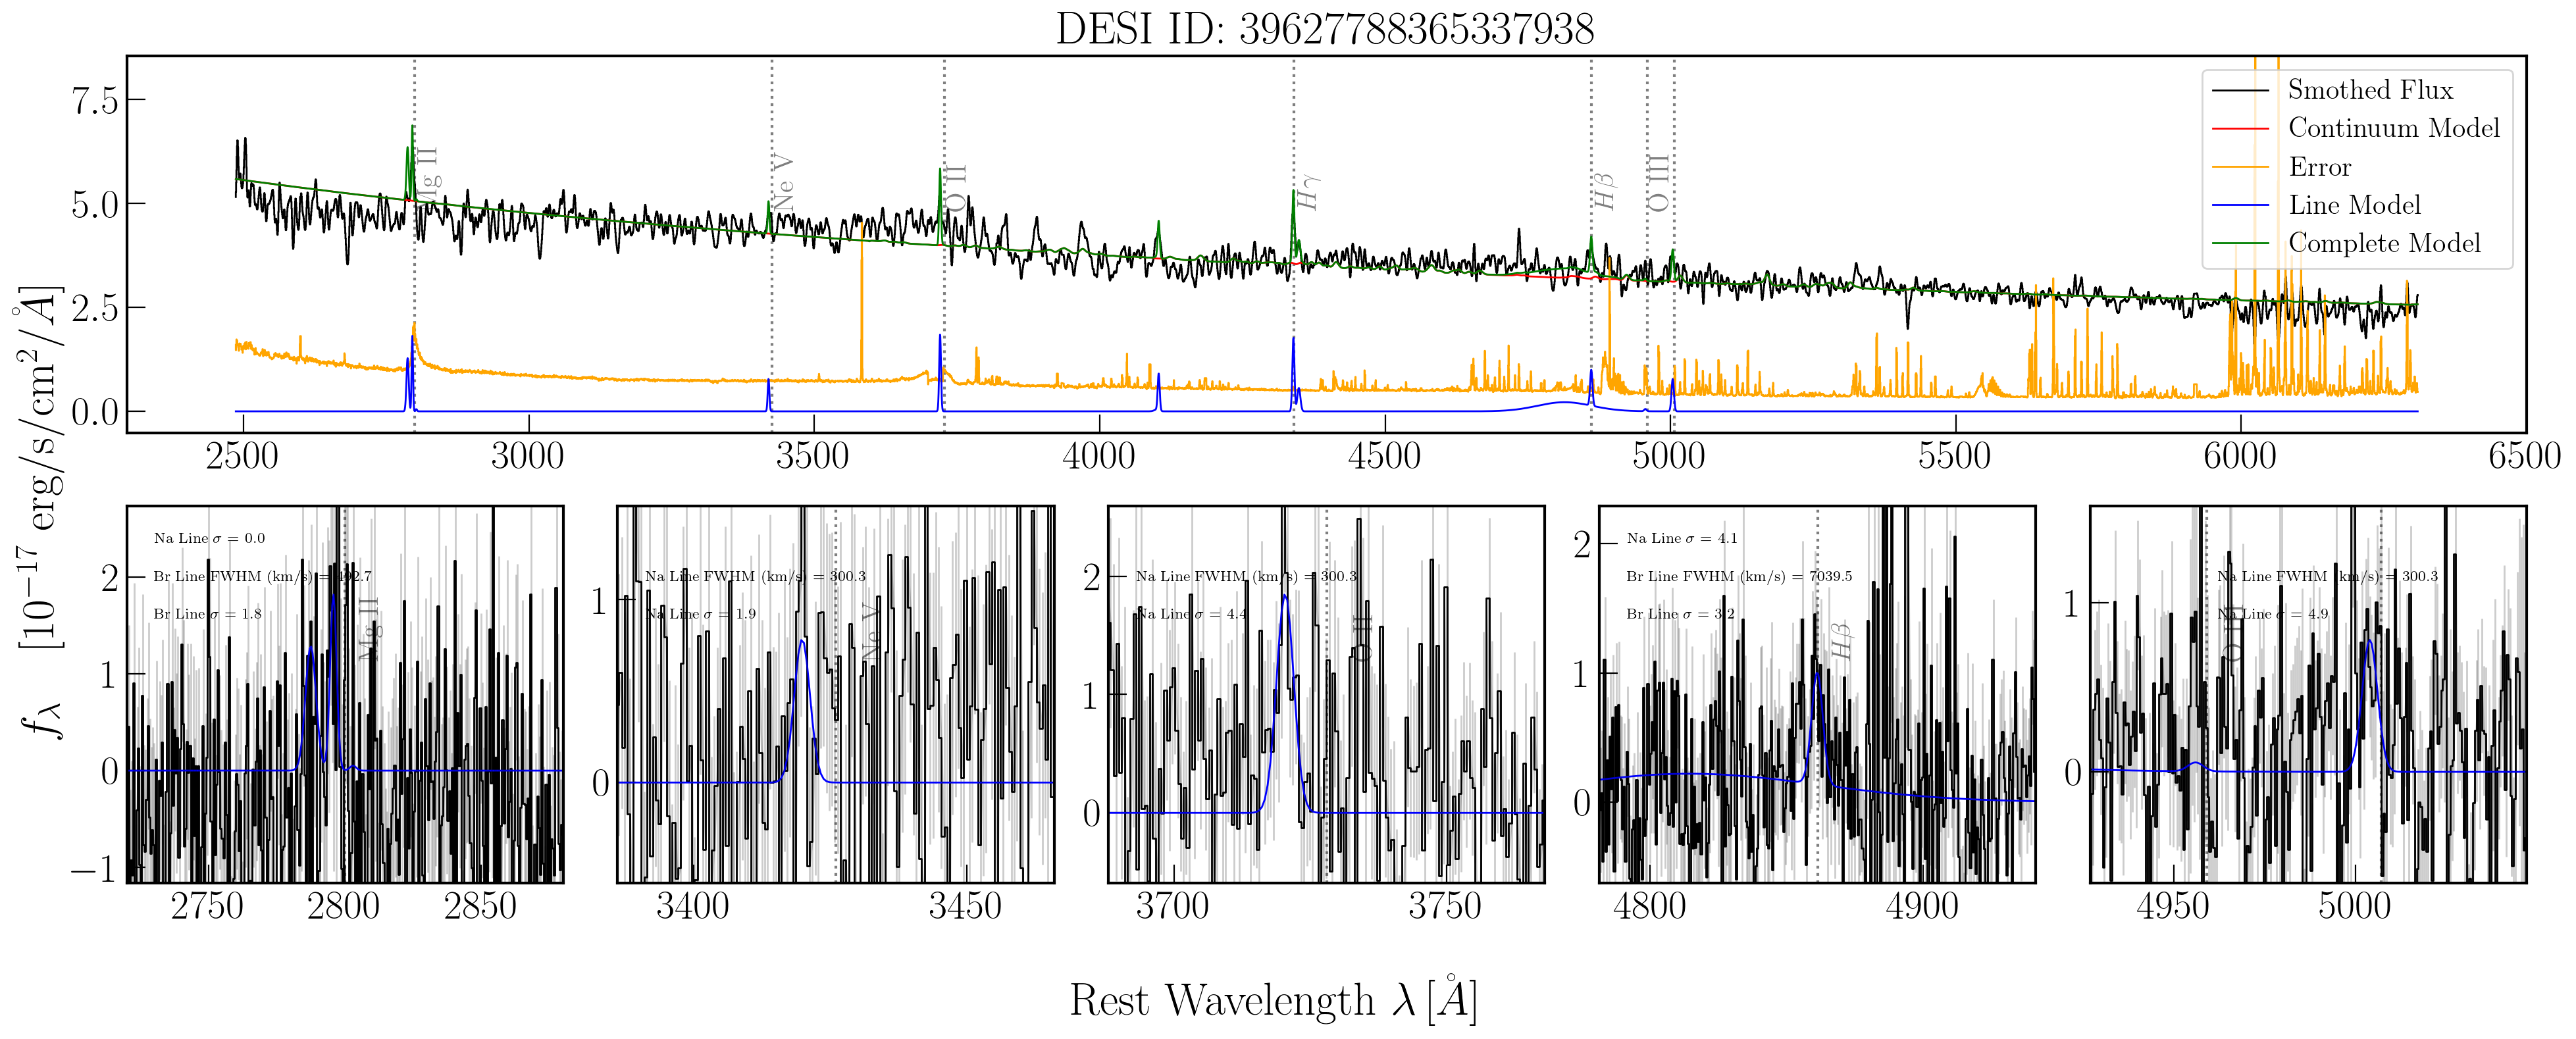 DESI ID: 39627788365337938
Smothed Flux
Continuum Model
Error
Line Model
Complete Model
Mg II
Ne V
O II
Hγ
Hβ
O III
7.5
5.0
2.5
0.0
2500 3000 3500 4000 4500 5000 5500 6000 6500
f_λ [10^{-17} erg/s/cm^2/Å]
Na Line σ = 0.0
Br Line FWHM (km/s) = 492.7
Br Line σ = 1.8
Mg II
2
1
0
−1
2750 2800 2850
Na Line FWHM (km/s) = 300.3
Na Line σ = 1.9
Ne V
1
0
3400 3450
Na Line FWHM (km/s) = 300.3
Na Line σ = 4.4
O II
2
1
0
3700 3750
Na Line σ = 4.1
Br Line FWHM (km/s) = 7039.5
Br Line σ = 3.2
Hβ
2
1
0
4800 4900
Na Line FWHM (km/s) = 300.3
Na Line σ = 4.9
O III
1
0
4950 5000
Rest Wavelength λ [Å]